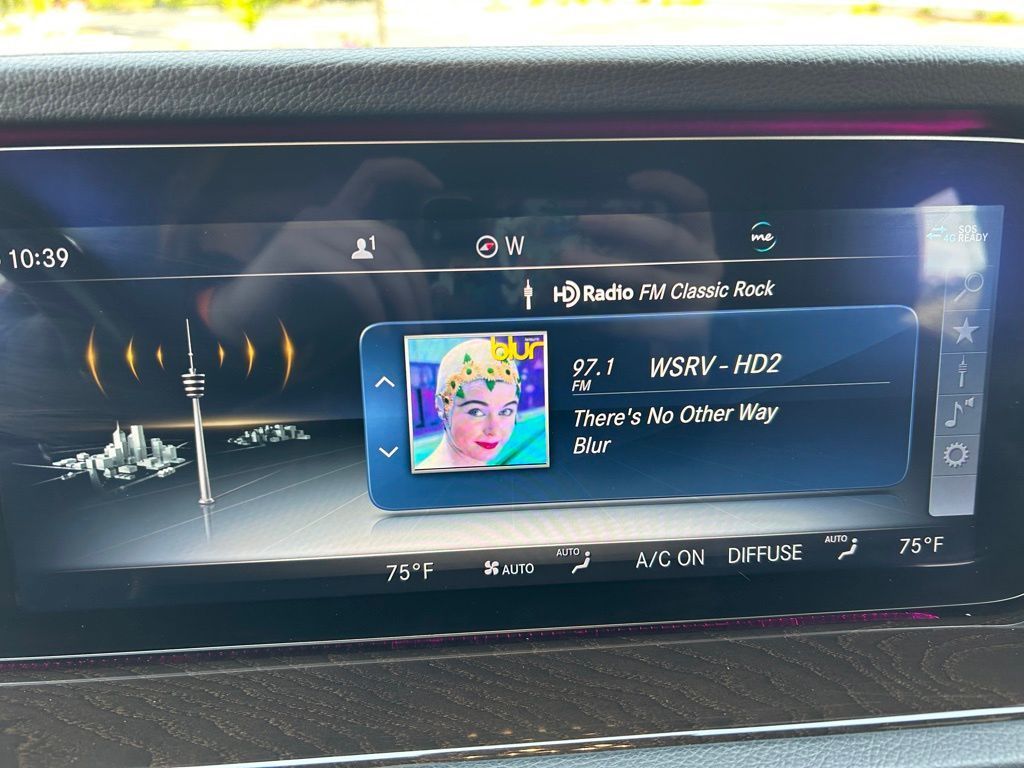 10:39
1
W
me
SOS
4G READY
HD Radio FM Classic Rock
blur
97.1 WSRV - HD2
FM
There's No Other Way
Blur
75°F
AUTO
AUTO
A/C ON
DIFFUSE
AUTO
75°F